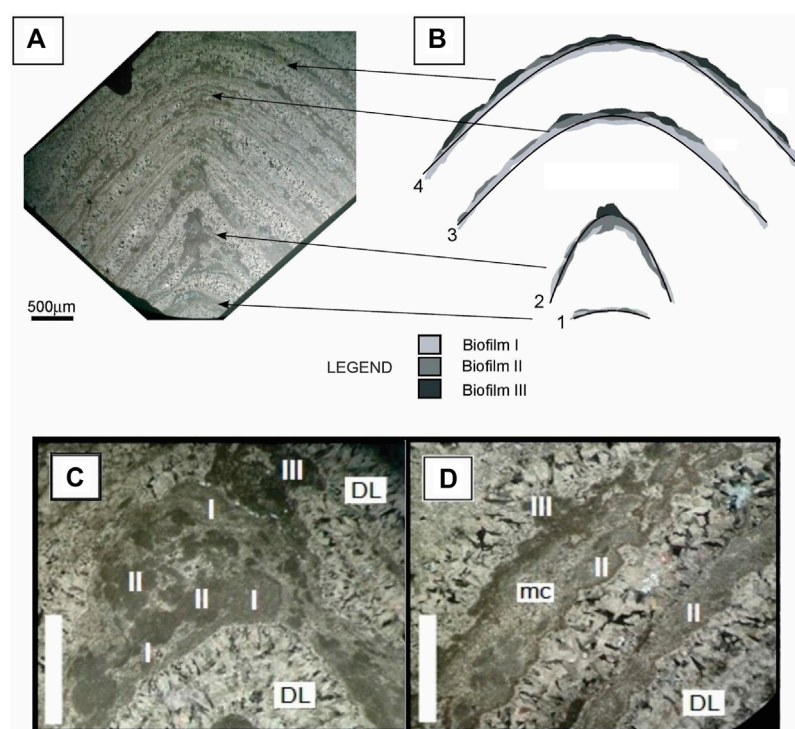 A
B
4
3
2
1
500μm
LEGEND
Biofilm I
Biofilm II
Biofilm III
C
III
DL
I
II
II
I
I
DL
D
III
II
mc
II
DL